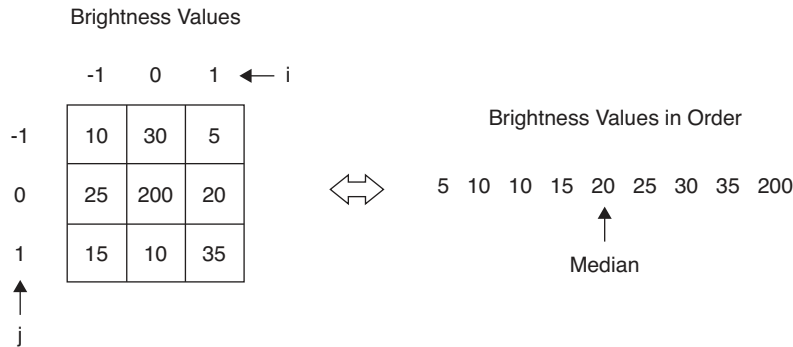 Brightness Values
-1 0 1 i
-1 10 30 5
0 25 200 20
1 15 10 35
j
Brightness Values in Order
5 10 10 15 20 25 30 35 200
Median